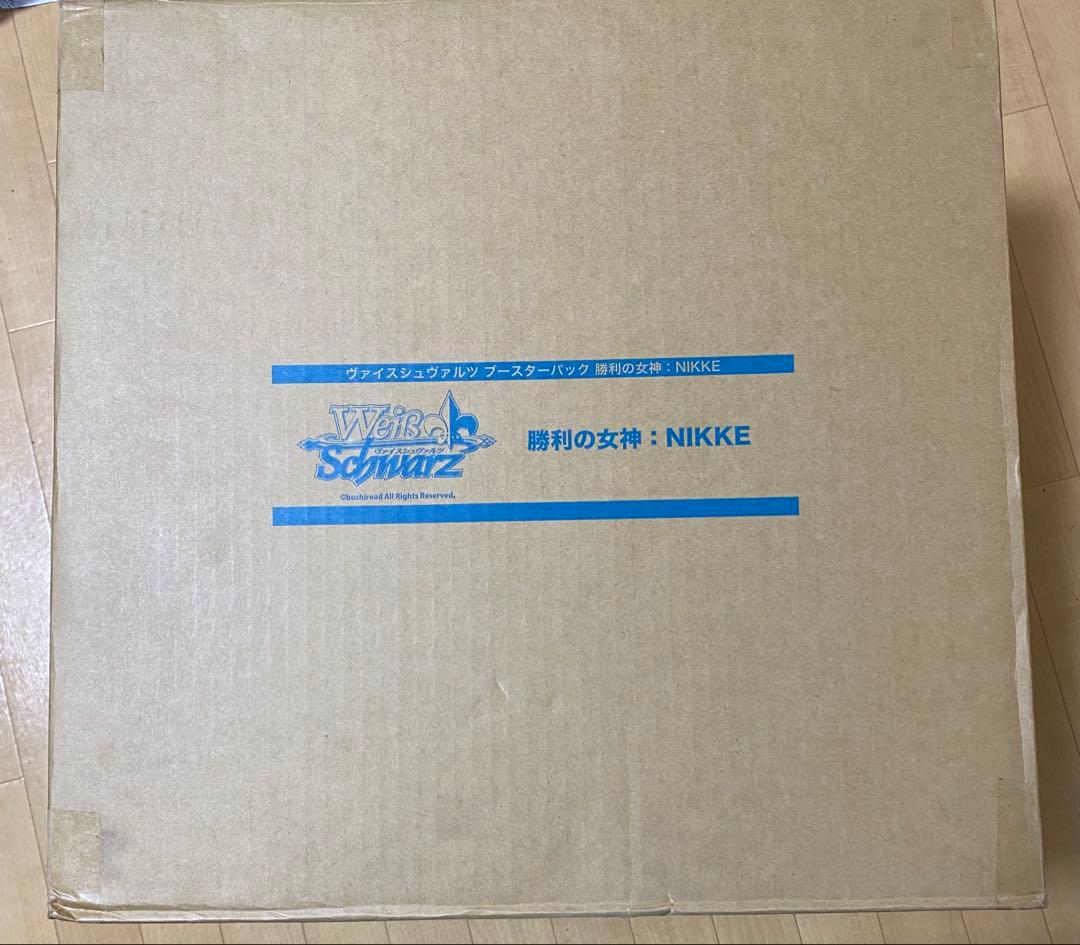 ヴァイスシュヴァルツ ブースターパック 勝利の女神：NIKKE
Weiß
ヴァイスシュヴァルツ
Schwarz
勝利の女神：NIKKE
©bushiroad All Rights Reserved.